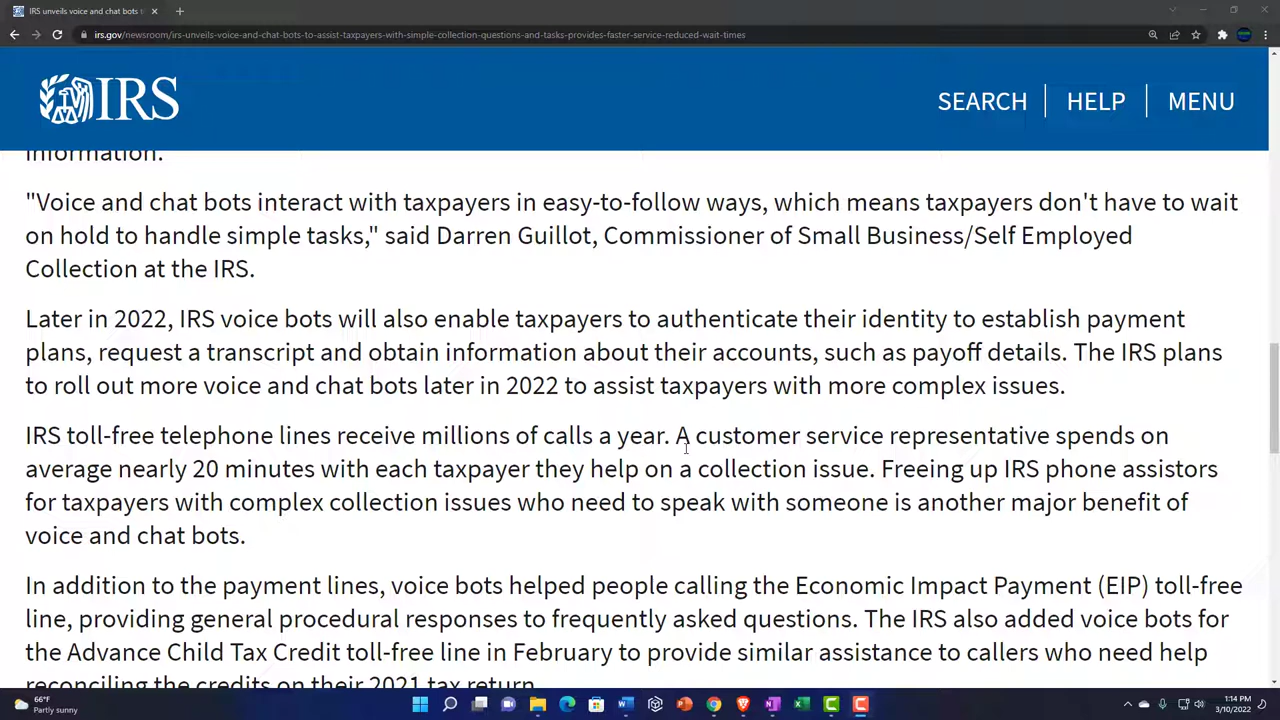 IRS unveils voice and chat bots t
irs.gov/newsroom/irs-unveils-voice-and-chat-bots-to-assist-taxpayers-with-simple-collection-questions-and-tasks-provides-faster-service-reduced-wait-times
IRS
SEARCH
HELP
MENU
information.
"Voice and chat bots interact with taxpayers in easy-to-follow ways, which means taxpayers don't have to wait
on hold to handle simple tasks," said Darren Guillot, Commissioner of Small Business/Self Employed
Collection at the IRS.
Later in 2022, IRS voice bots will also enable taxpayers to authenticate their identity to establish payment
plans, request a transcript and obtain information about their accounts, such as payoff details. The IRS plans
to roll out more voice and chat bots later in 2022 to assist taxpayers with more complex issues.
IRS toll-free telephone lines receive millions of calls a year. A customer service representative spends on
average nearly 20 minutes with each taxpayer they help on a collection issue. Freeing up IRS phone assistors
for taxpayers with complex collection issues who need to speak with someone is another major benefit of
voice and chat bots.
In addition to the payment lines, voice bots helped people calling the Economic Impact Payment (EIP) toll-free
line, providing general procedural responses to frequently asked questions. The IRS also added voice bots for
the Advance Child Tax Credit toll-free line in February to provide similar assistance to callers who need help
reconciling the credits on their 2021 tax return.
66°F
Partly sunny
1:14 PM
3/10/2022